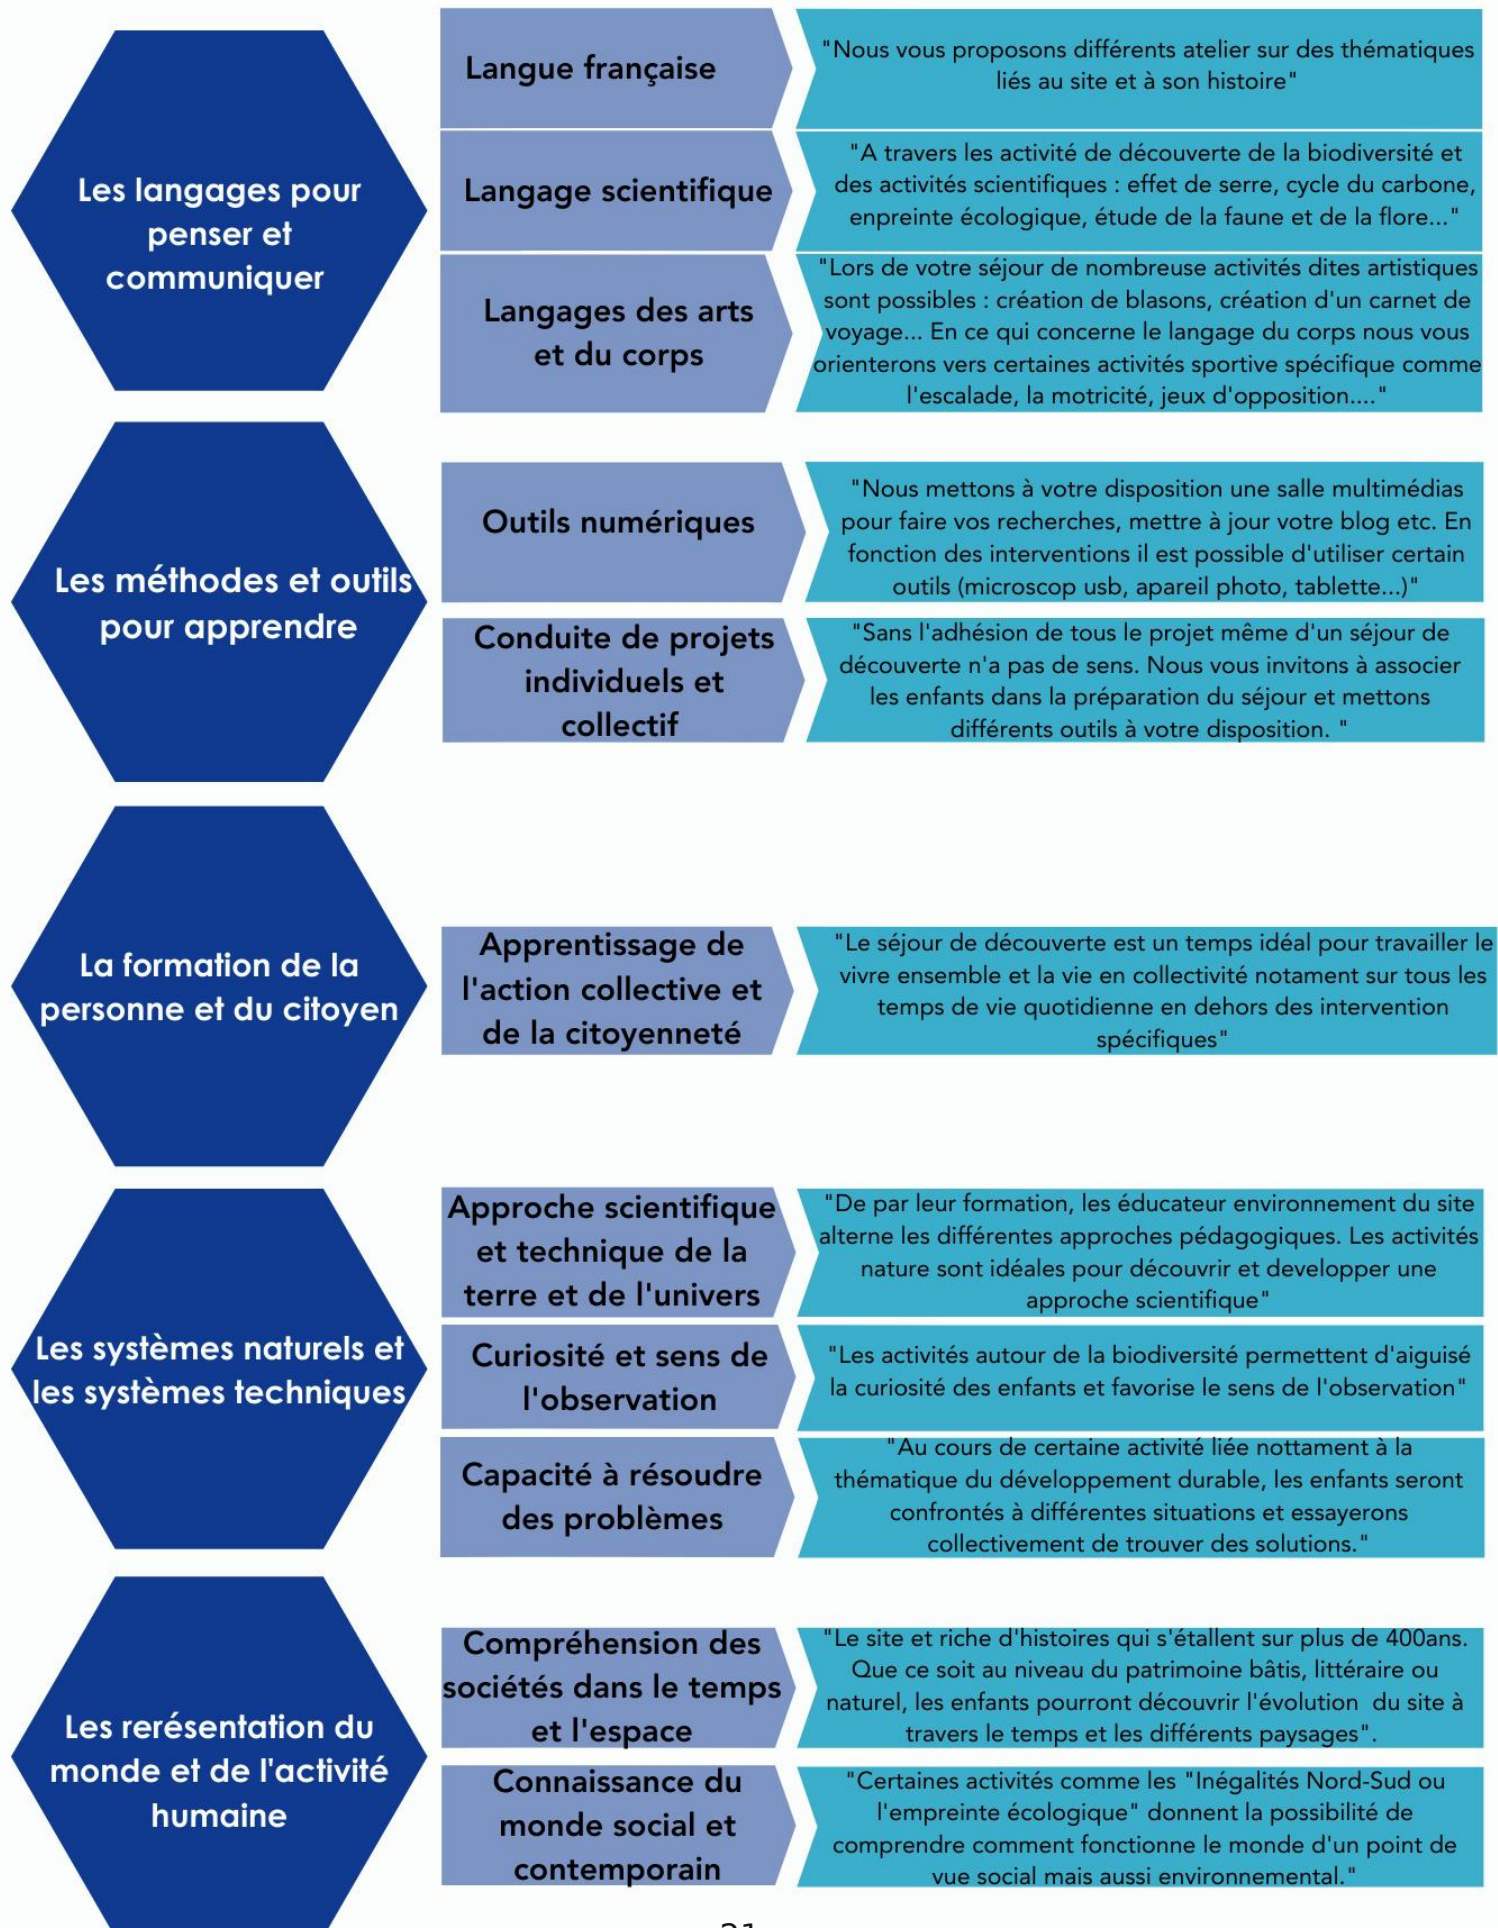 Les langages pour
penser et
communiquer
Langue française
"Nous vous proposons différents atelier sur des thématiques
liés au site et à son histoire"
Langage scientifique
"A travers les activité de découverte de la biodiversité et
des activités scientifiques : effet de serre, cycle du carbone,
enpreinte écologique, étude de la faune et de la flore..."
Langages des arts
et du corps
"Lors de votre séjour de nombreuse activités dites artistiques
sont possibles : création de blasons, création d'un carnet de
voyage... En ce qui concerne le langage du corps nous vous
orienterons vers certaines activités sportive spécifique comme
l'escalade, la motricité, jeux d'opposition...."
Les méthodes et outils
pour apprendre
Outils numériques
"Nous mettons à votre disposition une salle multimédias
pour faire vos recherches, mettre à jour votre blog etc. En
fonction des interventions il est possible d'utiliser certain
outils (microscop usb, apareil photo, tablette...)"
Conduite de projets
individuels et
collectif
"Sans l'adhésion de tous le projet même d'un séjour de
découverte n'a pas de sens. Nous vous invitons à associer
les enfants dans la préparation du séjour et mettons
différents outils à votre disposition. "
La formation de la
personne et du citoyen
Apprentissage de
l'action collective et
de la citoyenneté
"Le séjour de découverte est un temps idéal pour travailler le
vivre ensemble et la vie en collectivité notament sur tous les
temps de vie quotidienne en dehors des intervention
spécifiques"
Les systèmes naturels et
les systèmes techniques
Approche scientifique
et technique de la
terre et de l'univers
"De par leur formation, les éducateur environnement du site
alterne les différentes approches pédagogiques. Les activités
nature sont idéales pour découvrir et developper une
approche scientifique"
Curiosité et sens de
l'observation
"Les activités autour de la biodiversité permettent d'aiguisé
la curiosité des enfants et favorise le sens de l'observation"
Capacité à résoudre
des problèmes
"Au cours de certaine activité liée nottament à la
thématique du développement durable, les enfants seront
confrontés à différentes situations et essayerons
collectivement de trouver des solutions."
Les rerésentation du
monde et de l'activité
humaine
Compréhension des
sociétés dans le temps
et l'espace
"Le site et riche d'histoires qui s'étallent sur plus de 400ans.
Que ce soit au niveau du patrimoine bâtis, littéraire ou
naturel, les enfants pourront découvrir l'évolution  du site à
travers le temps et les différents paysages".
Connaissance du
monde social et
contemporain
"Certaines activités comme les "Inégalités Nord-Sud ou
l'empreinte écologique" donnent la possibilité de
comprendre comment fonctionne le monde d'un point de
vue social mais aussi environnemental."
21